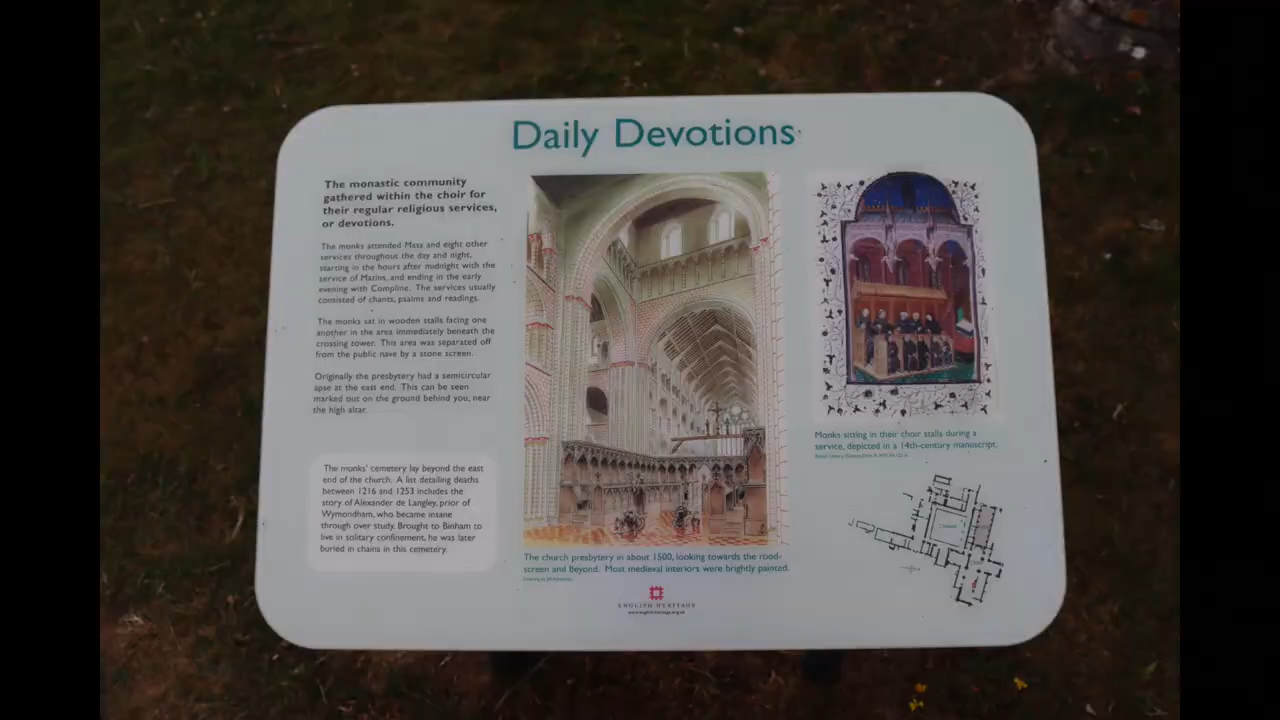 Daily Devotions
The monastic community
gathered within the choir for
their regular religious services,
or devotions.
The monks attended Mass and eight other
services throughout the day and night,
starting in the hours after midnight with the
service of Matins, and ending in the early
evening with Compline. The services usually
consisted of chants, psalms and readings.
The monks sat in wooden stalls facing one
another in the area immediately beneath the
crossing tower. This area was separated off
from the public nave by a stone screen.
Originally the presbytery had a semicircular
apse at the east end. This can be seen
marked out on the ground behind you, near
the high altar.
The monks' cemetery lay beyond the east
end of the church. A list detailing deaths
between 1216 and 1253 includes the
story of Alexander de Langley, prior of
Wymondham, who became insane
through over study. Brought to Binham to
live in solitary confinement, he was later
buried in chains in this cemetery.
The church presbytery in about 1500, looking towards the rood-
screen and Beyond. Most medieval interiors were brightly painted.
ENGLISH HERITAGE
www.english-heritage.org.uk
Monks sitting in their choir stalls during a
service, depicted in a 14th-century manuscript.
Cloister